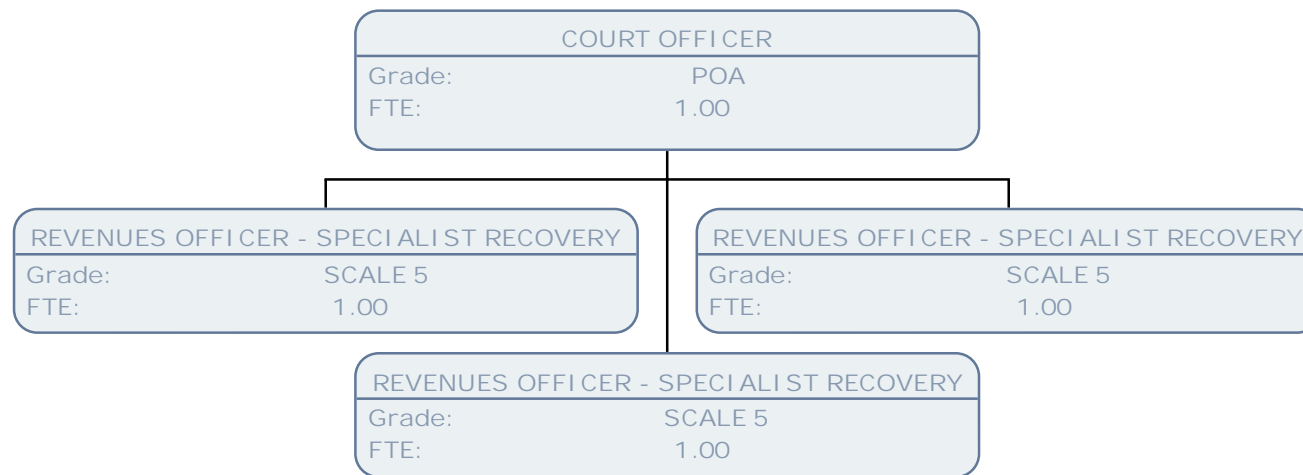 COURT OFFICER
Grade: POA
FTE: 1.00
REVENUES OFFICER - SPECIALIST RECOVERY
Grade: SCALE 5
FTE: 1.00
REVENUES OFFICER - SPECIALIST RECOVERY
Grade: SCALE 5
FTE: 1.00
REVENUES OFFICER - SPECIALIST RECOVERY
Grade: SCALE 5
FTE: 1.00